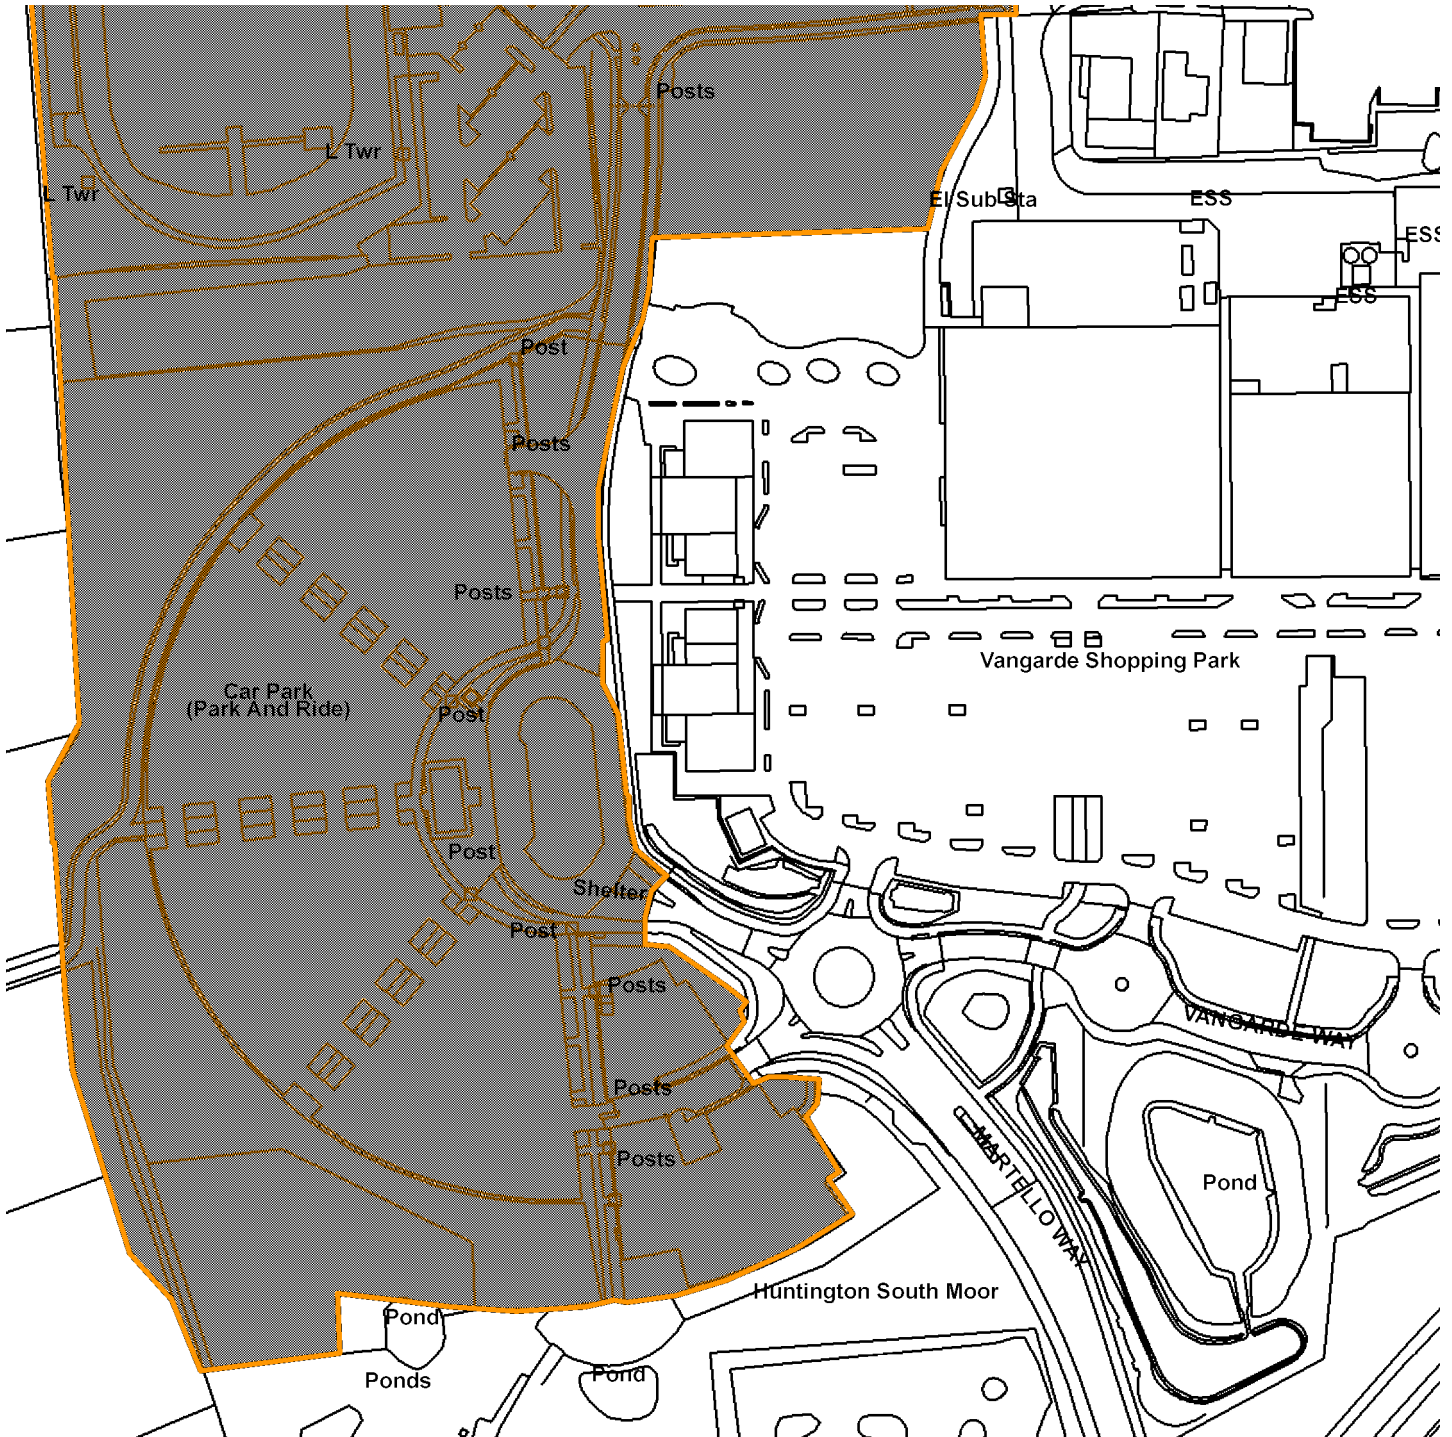 Posts
L Twr
L Twr
El Sub Sta
ESS
ESS
ESS
Post
Posts
Posts
Vangarde Shopping Park
Car Park
(Park And Ride)
Post
Post
Shelter
Post
Posts
VANGARDE WAY
Posts
MARTELLO WAY
Posts
Pond
Huntington South Moor
Pond
Pond
Ponds